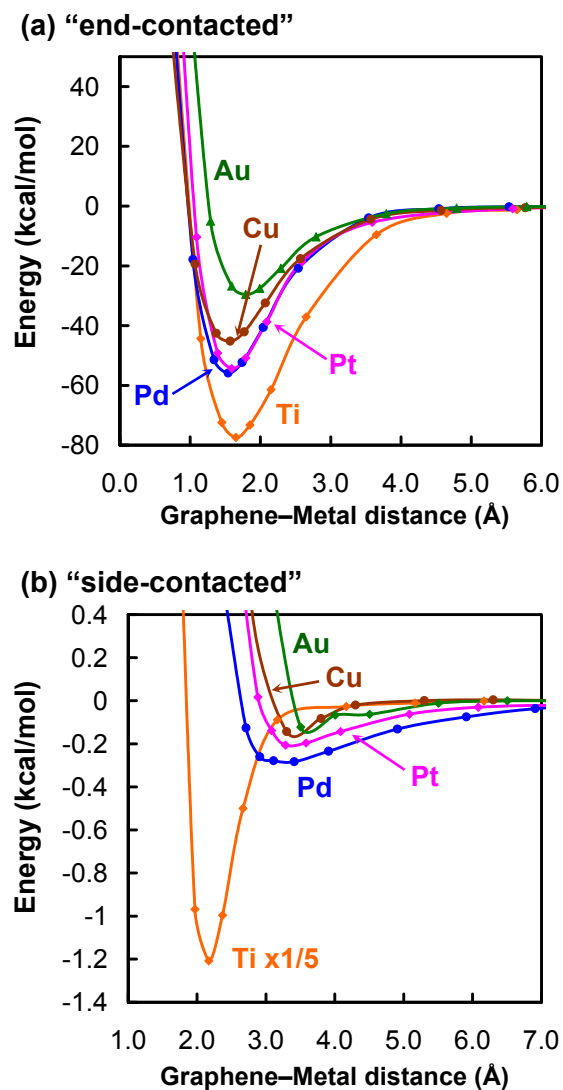 (a) “end-contacted”
Energy (kcal/mol)
40
20
0
-20
-40
-60
-80
Au
Cu
Pt
Pd
Ti
0.0 1.0 2.0 3.0 4.0 5.0 6.0
Graphene–Metal distance (Å)
(b) “side-contacted”
Energy (kcal/mol)
0.4
0.2
0
-0.2
-0.4
-0.6
-0.8
-1
-1.2
-1.4
Au
Cu
Pt
Pd
Ti x1/5
1.0 2.0 3.0 4.0 5.0 6.0 7.0
Graphene–Metal distance (Å)